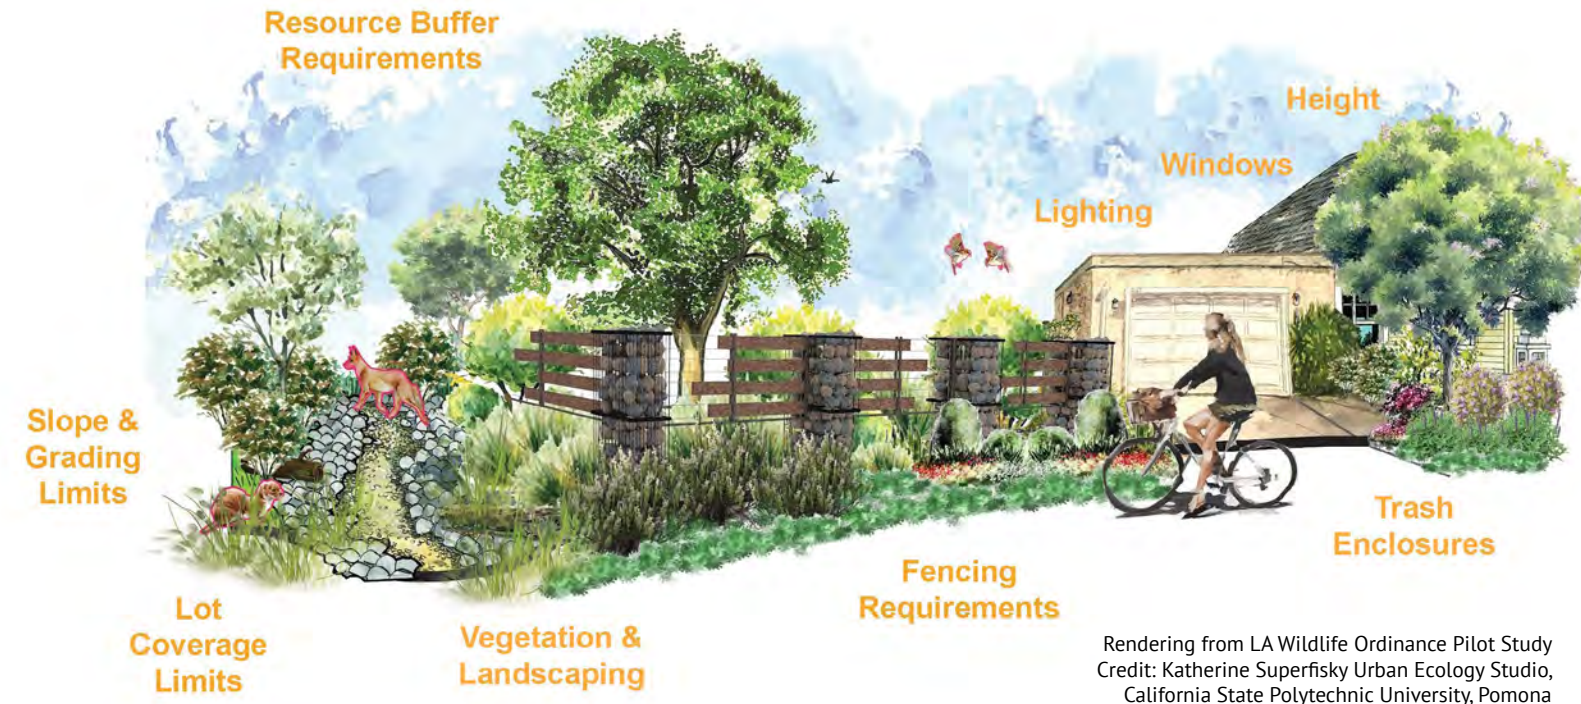 Resource Buffer
Requirements
Height
Windows
Lighting
Slope &
Grading
Limits
Trash
Enclosures
Fencing
Requirements
Lot
Coverage
Limits
Vegetation &
Landscaping
Rendering from LA Wildlife Ordinance Pilot Study
Credit: Katherine Superfisky Urban Ecology Studio,
California State Polytechnic University, Pomona